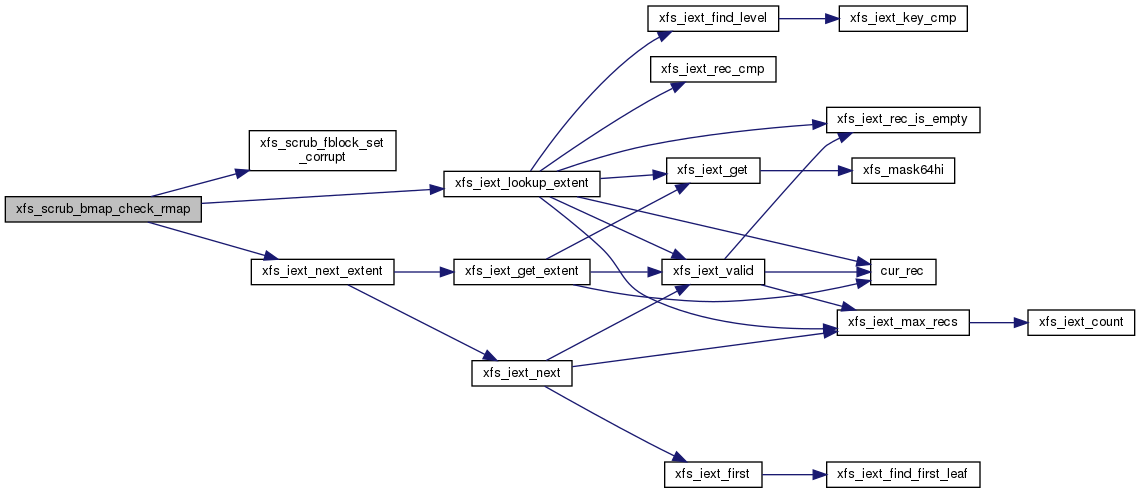 xfs_iext_find_level
xfs_iext_key_cmp
xfs_iext_rec_cmp
xfs_iext_rec_is_empty
xfs_scrub_fblock_set
_corrupt
xfs_iext_get
xfs_mask64hi
xfs_iext_lookup_extent
xfs_scrub_bmap_check_rmap
xfs_iext_next_extent
xfs_iext_get_extent
xfs_iext_valid
cur_rec
xfs_iext_max_recs
xfs_iext_count
xfs_iext_next
xfs_iext_first
xfs_iext_find_first_leaf